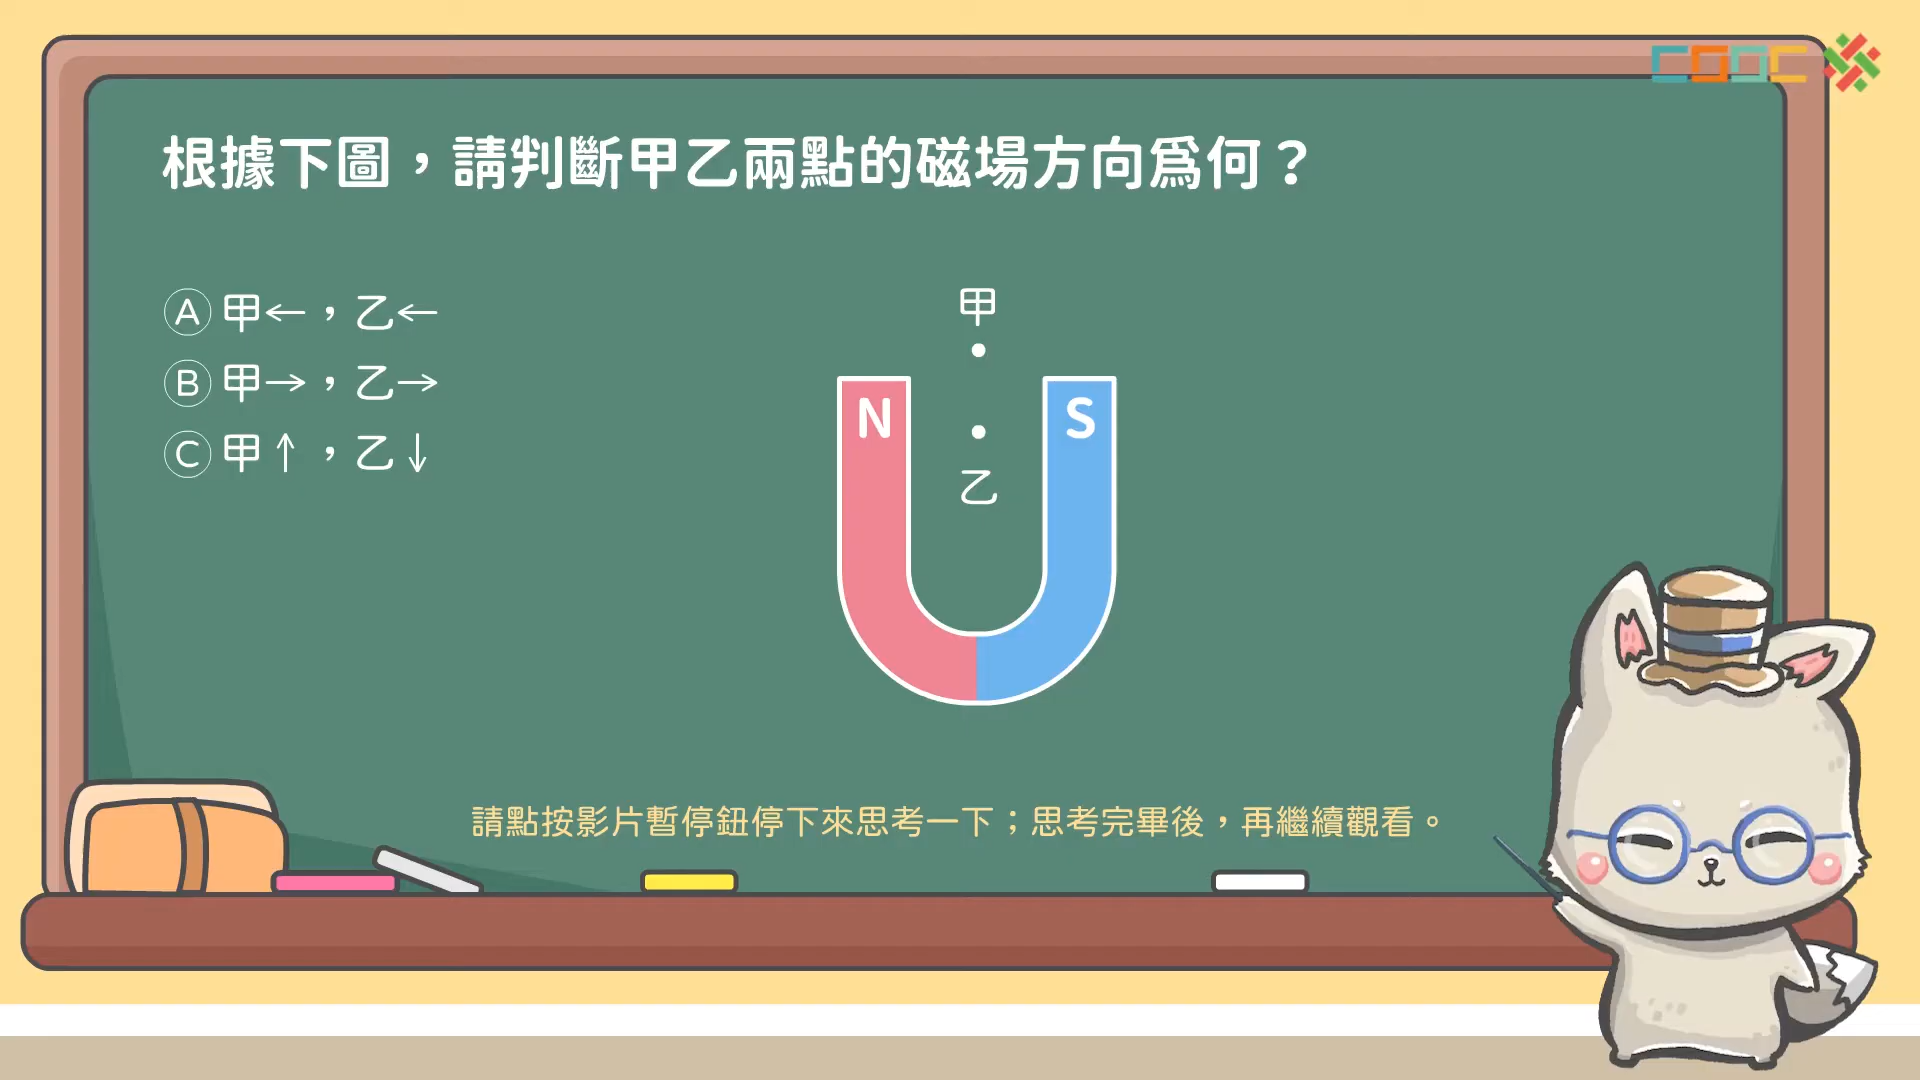 COOC
根據下圖，請判斷甲乙兩點的磁場方向爲何？
Ⓐ 甲←，乙←
Ⓑ 甲→，乙→
Ⓒ 甲↑，乙↓
甲
N
S
乙
請點按影片暫停鈕停下來思考一下；思考完畢後，再繼續觀看。